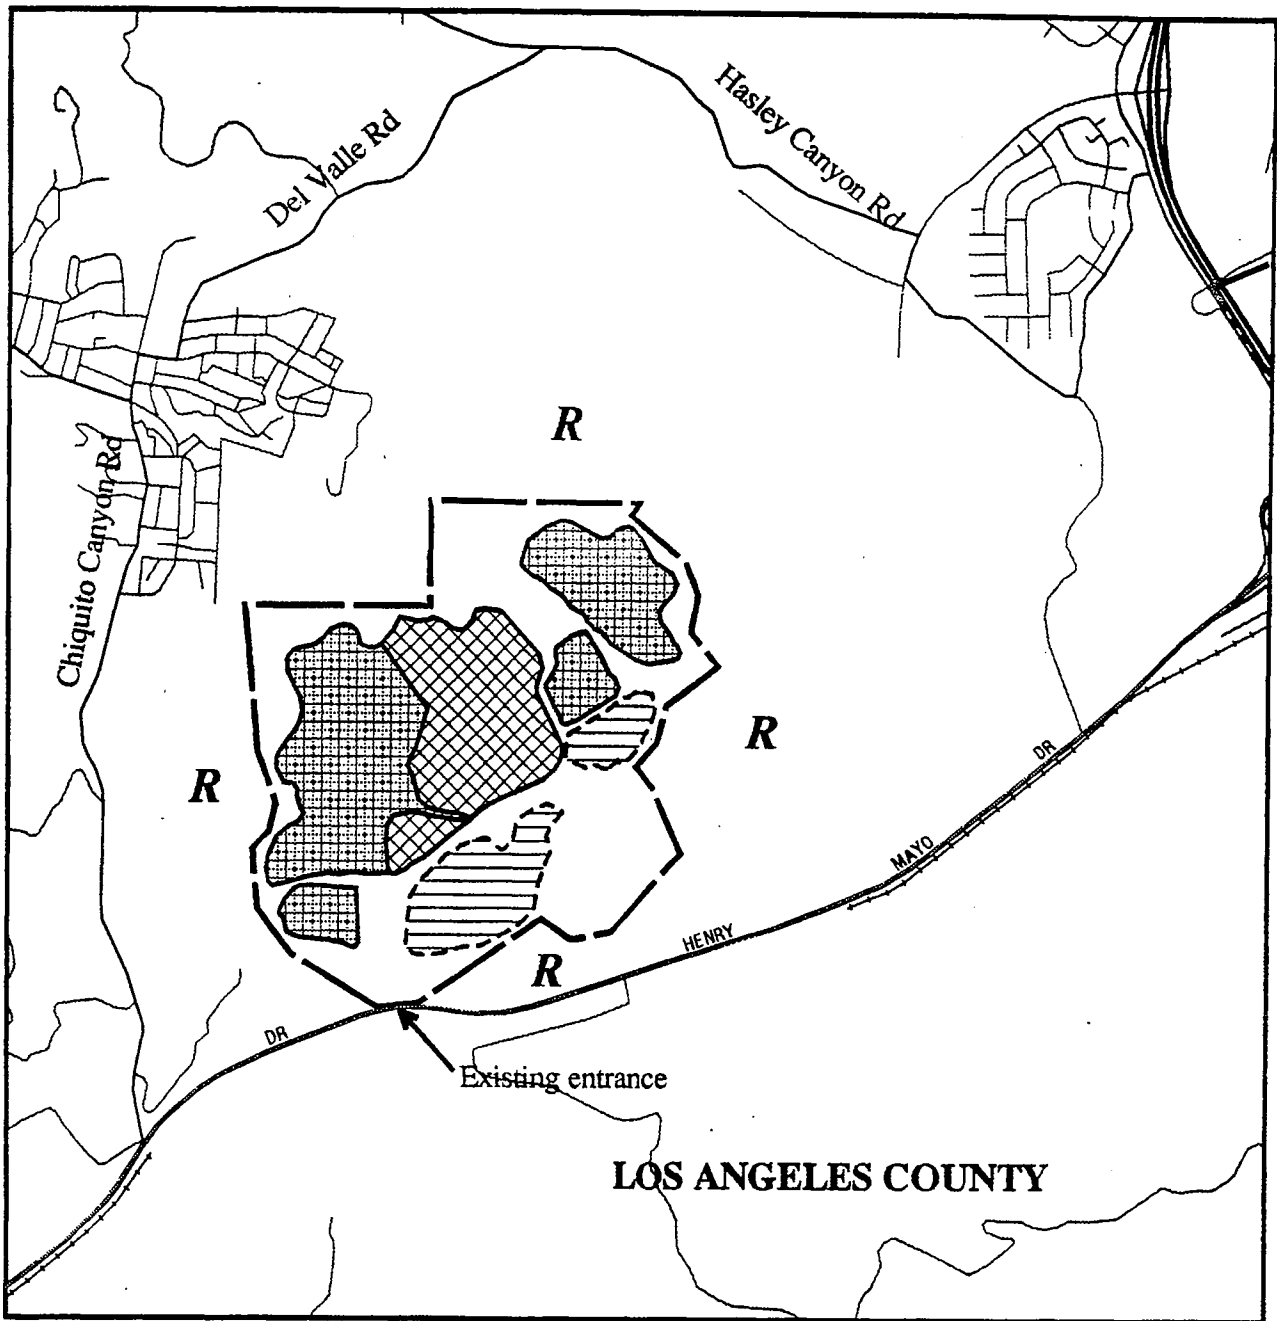 Hasley Canyon Rd
Del Valle Rd
R
Chiquito Canyon Rd
R
R
DR
MAYO
HENRY
R
DR
Existing entrance
LOS ANGELES COUNTY